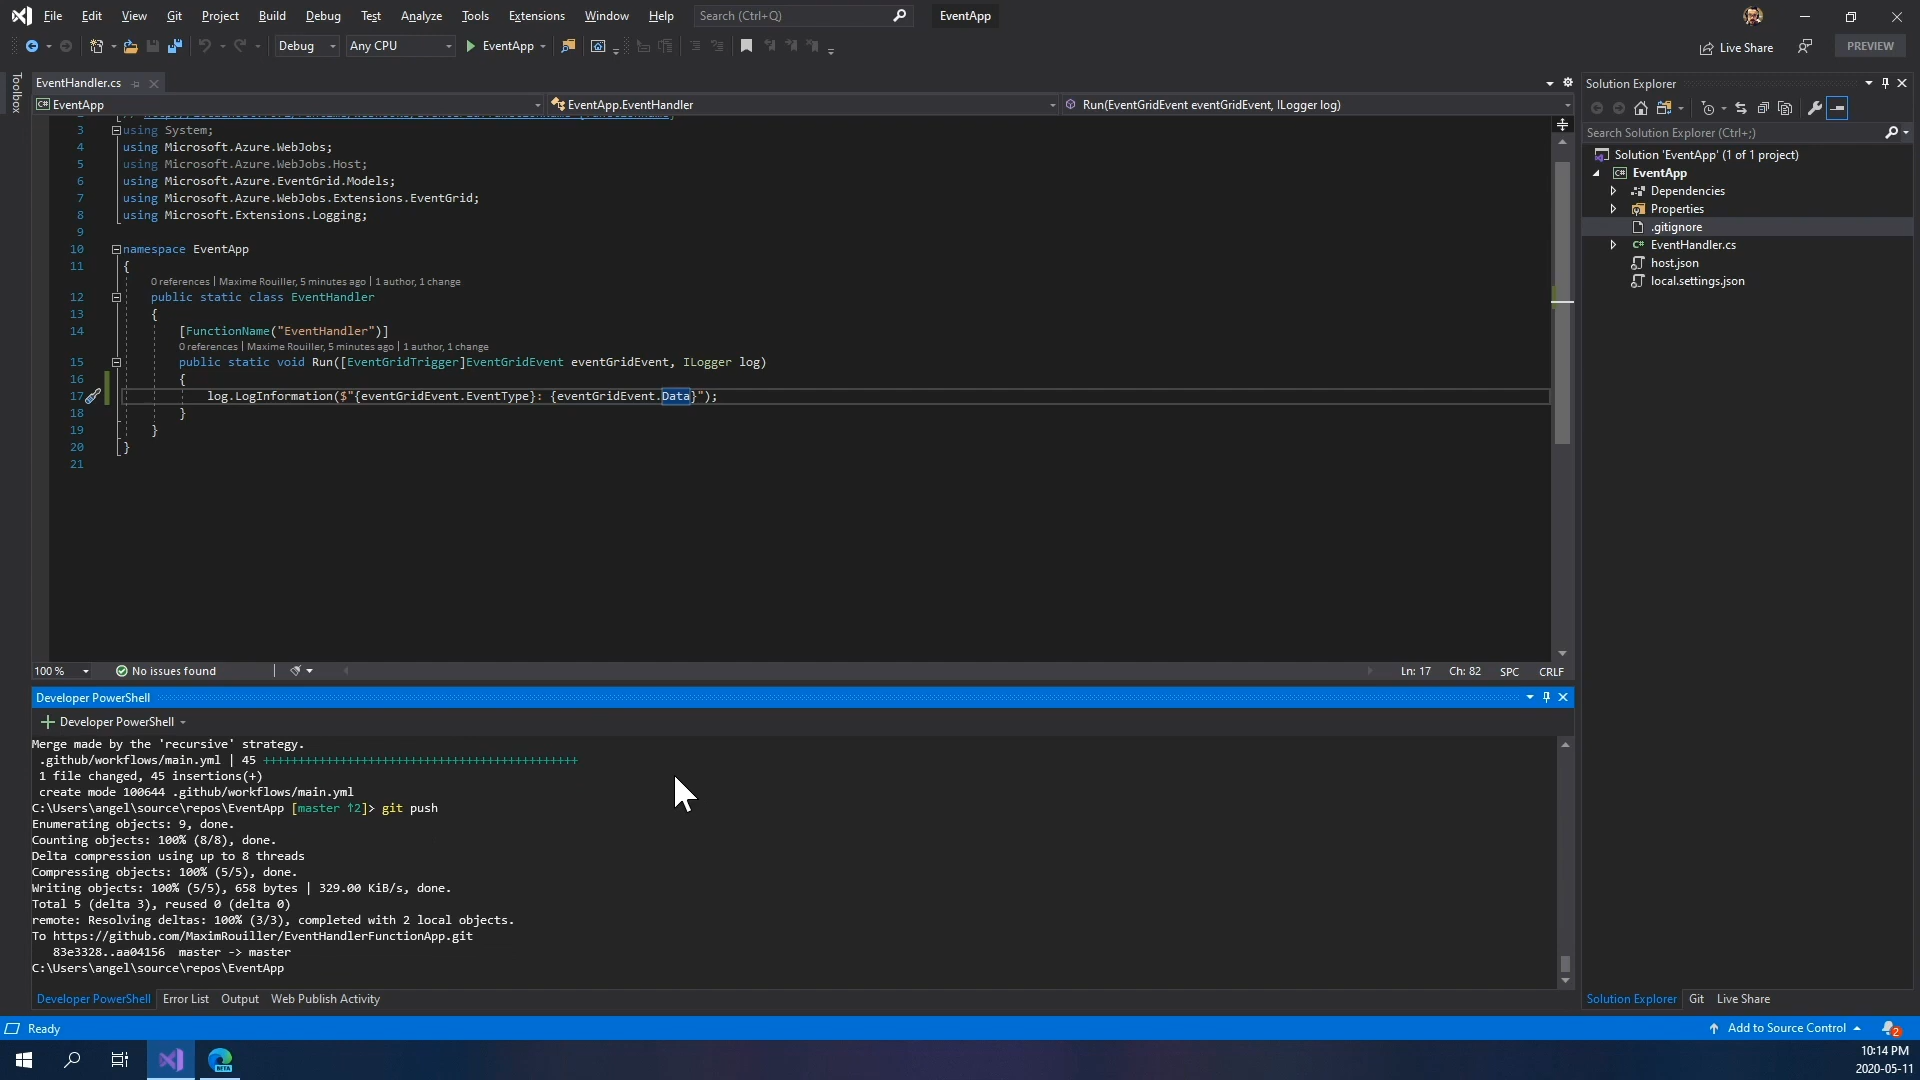 File Edit View Git Project Build Debug Test Analyze Tools Extensions Window Help Search (Ctrl+Q) EventApp
Debug Any CPU EventApp Live Share PREVIEW
Toolbox
EventHandler.cs
EventApp EventApp.EventHandler Run(EventGridEvent eventGridEvent, ILogger log)
3 using System;
4 using Microsoft.Azure.WebJobs;
5 using Microsoft.Azure.WebJobs.Host;
6 using Microsoft.Azure.EventGrid.Models;
7 using Microsoft.Azure.WebJobs.Extensions.EventGrid;
8 using Microsoft.Extensions.Logging;
9
10 namespace EventApp
11 {
0 references | Maxime Rouiller, 5 minutes ago | 1 author, 1 change
12 public static class EventHandler
13 {
14 [FunctionName("EventHandler")]
0 references | Maxime Rouiller, 5 minutes ago | 1 author, 1 change
15 public static void Run([EventGridTrigger]EventGridEvent eventGridEvent, ILogger log)
16 {
17 log.LogInformation($"{eventGridEvent.EventType}: {eventGridEvent.Data}");
18 }
19 }
20 }
21
100 % No issues found Ln: 17 Ch: 82 SPC CRLF
Developer PowerShell
Developer PowerShell
Merge made by the 'recursive' strategy.
.github/workflows/main.yml | 45 +++++++++++++++++++++++++++++++++++++++++++++
1 file changed, 45 insertions(+)
create mode 100644 .github/workflows/main.yml
C:\Users\angel\source\repos\EventApp [master ↑2]> git push
Enumerating objects: 9, done.
Counting objects: 100% (8/8), done.
Delta compression using up to 8 threads
Compressing objects: 100% (5/5), done.
Writing objects: 100% (5/5), 658 bytes | 329.00 KiB/s, done.
Total 5 (delta 3), reused 0 (delta 0)
remote: Resolving deltas: 100% (3/3), completed with 2 local objects.
To https://github.com/MaximRouiller/EventHandlerFunctionApp.git
83e3328..aa04156 master -> master
C:\Users\angel\source\repos\EventApp
Developer PowerShell Error List Output Web Publish Activity
Solution Explorer
Search Solution Explorer (Ctrl+;)
Solution 'EventApp' (1 of 1 project)
EventApp
Dependencies
Properties
.gitignore
EventHandler.cs
host.json
local.settings.json
Solution Explorer Git Live Share
Ready Add to Source Control 2
BETA
10:14 PM
2020-05-11